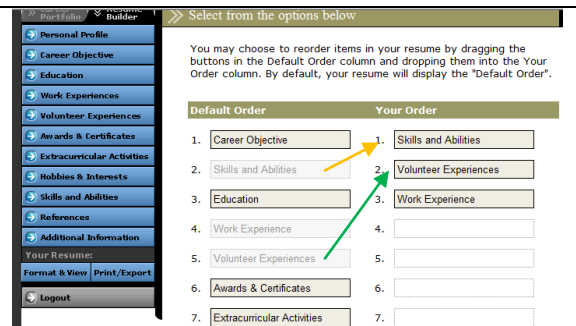 Portfolio
Resume Builder
Select from the options below
Personal Profile
Career Objective
Education
Work Experiences
Volunteer Experiences
Awards & Certificates
Extracurricular Activities
Hobbies & Interests
Skills and Abilities
References
Additional Information
Your Resume:
Format & View Print/Export
Logout
You may choose to reorder items in your resume by dragging the
buttons in the Default Order column and dropping them into the Your
Order column. By default, your resume will display the "Default Order".
Default Order Your Order
1. Career Objective 1. Skills and Abilities
2. Skills and Abilities 2. Volunteer Experiences
3. Education 3. Work Experience
4. Work Experience 4.
5. Volunteer Experiences 5.
6. Awards & Certificates 6.
7. Extracurricular Activities 7.